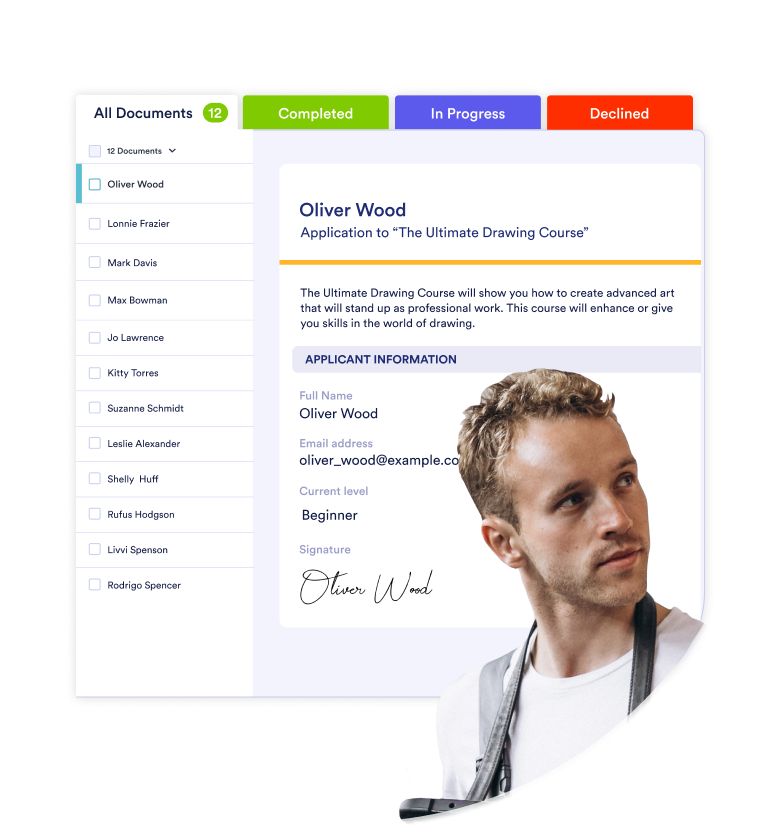 All Documents 12 Completed In Progress Declined
12 Documents
Oliver Wood
Lonnie Frazier
Mark Davis
Max Bowman
Jo Lawrence
Kitty Torres
Suzanne Schmidt
Leslie Alexander
Shelly Huff
Rufus Hodgson
Livvi Spenson
Rodrigo Spencer
Oliver Wood
Application to “The Ultimate Drawing Course”
The Ultimate Drawing Course will show you how to create advanced art
that will stand up as professional work. This course will enhance or give
you skills in the world of drawing.
APPLICANT INFORMATION
Full Name
Oliver Wood
Email address
oliver_wood@example.co
Current level
Beginner
Signature
Oliver Wood